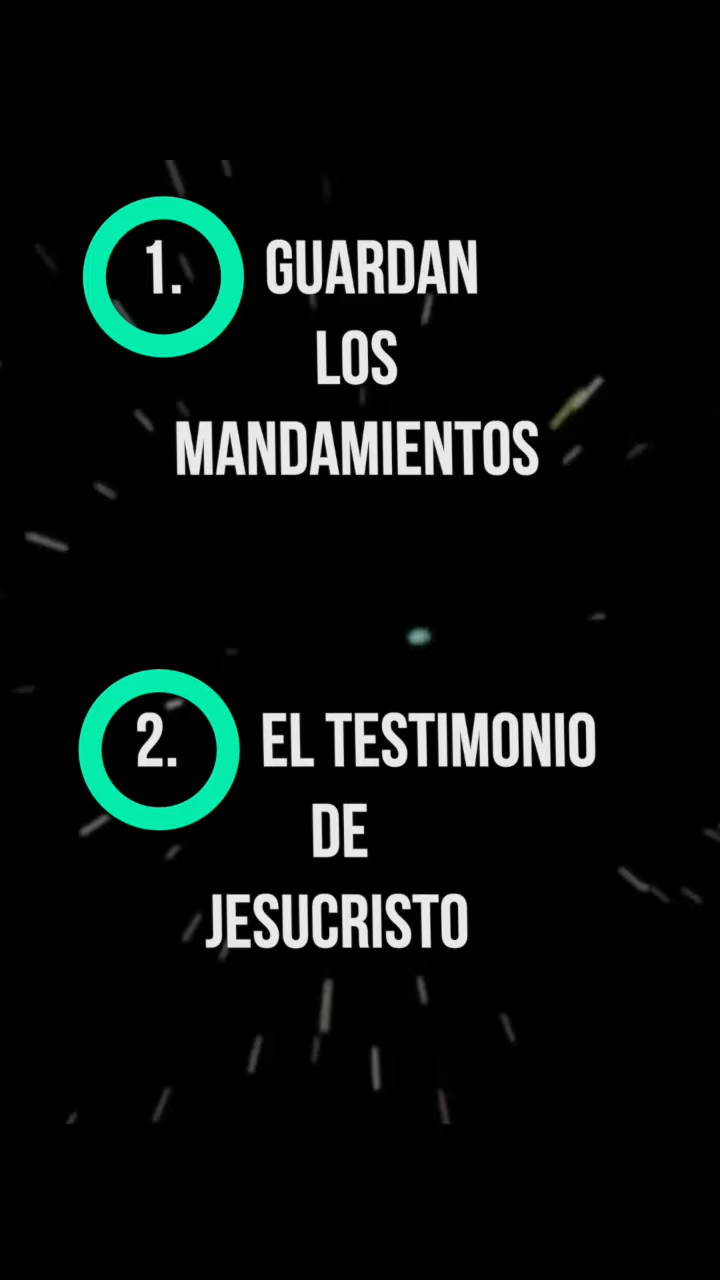 1. GUARDAN
LOS
MANDAMIENTOS
2. EL TESTIMONIO
DE
JESUCRISTO